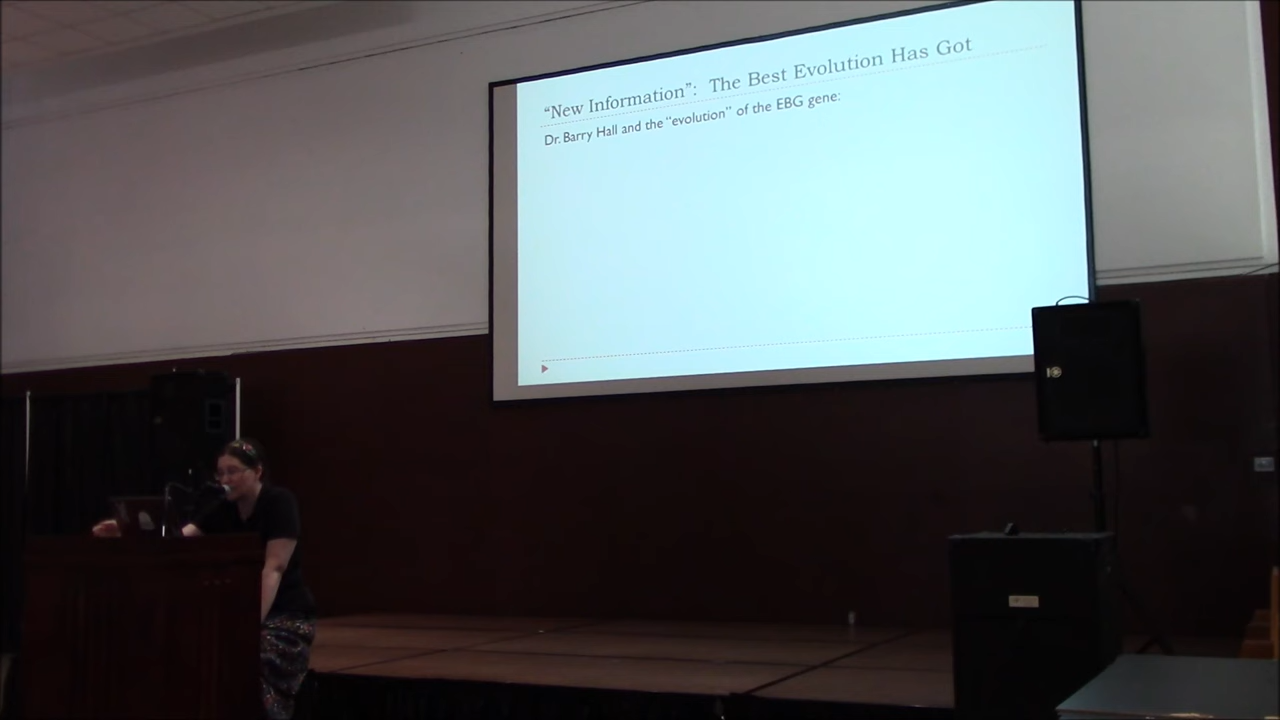 “New Information”:  The Best Evolution Has Got
Dr. Barry Hall and the “evolution” of the EBG gene: